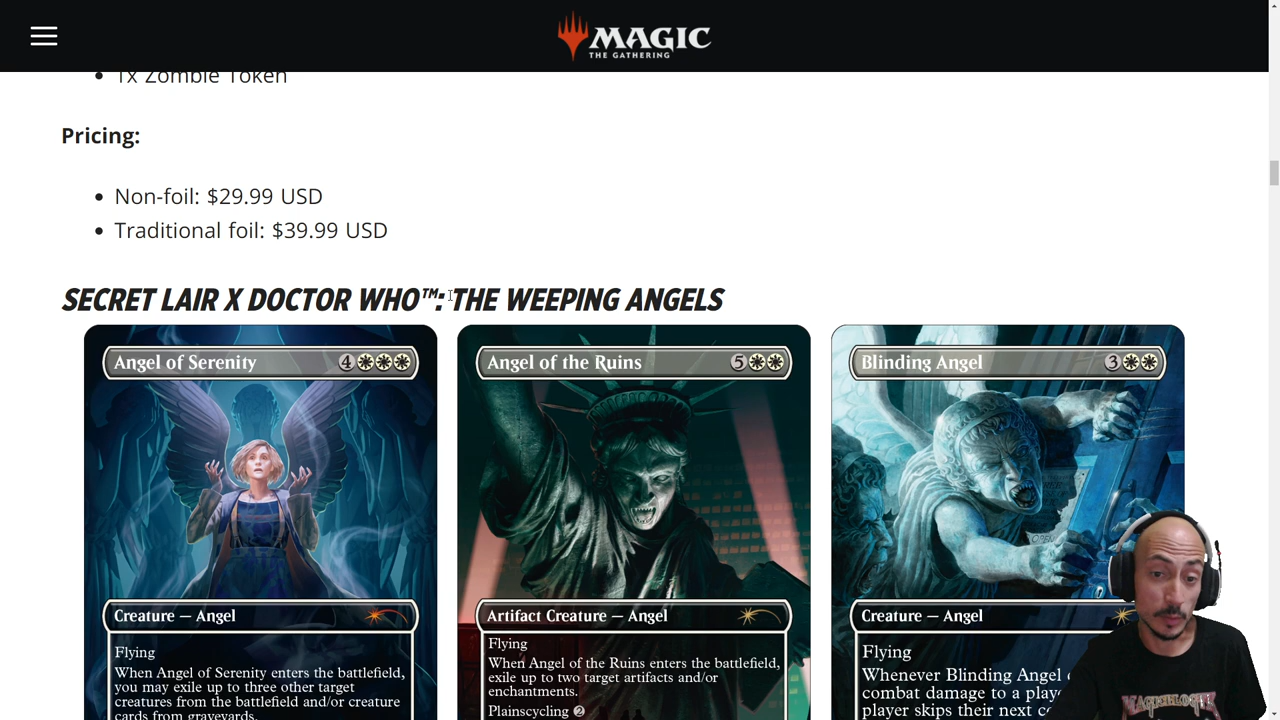 MAGIC
THE GATHERING
1x Zombie Token
Pricing:
Non-foil: $29.99 USD
Traditional foil: $39.99 USD
SECRET LAIR X DOCTOR WHO™: THE WEEPING ANGELS
Angel of Serenity 4
Creature — Angel
Flying
When Angel of Serenity enters the battlefield,
you may exile up to three other target
creatures from the battlefield and/or creature
cards from graveyards.
Angel of the Ruins 5
Artifact Creature — Angel
Flying
When Angel of the Ruins enters the battlefield,
exile up to two target artifacts and/or
enchantments.
Plainscycling 2
Blinding Angel 3
OPEN
Creature — Angel
Flying
Whenever Blinding Angel
combat damage to a
player skips their next